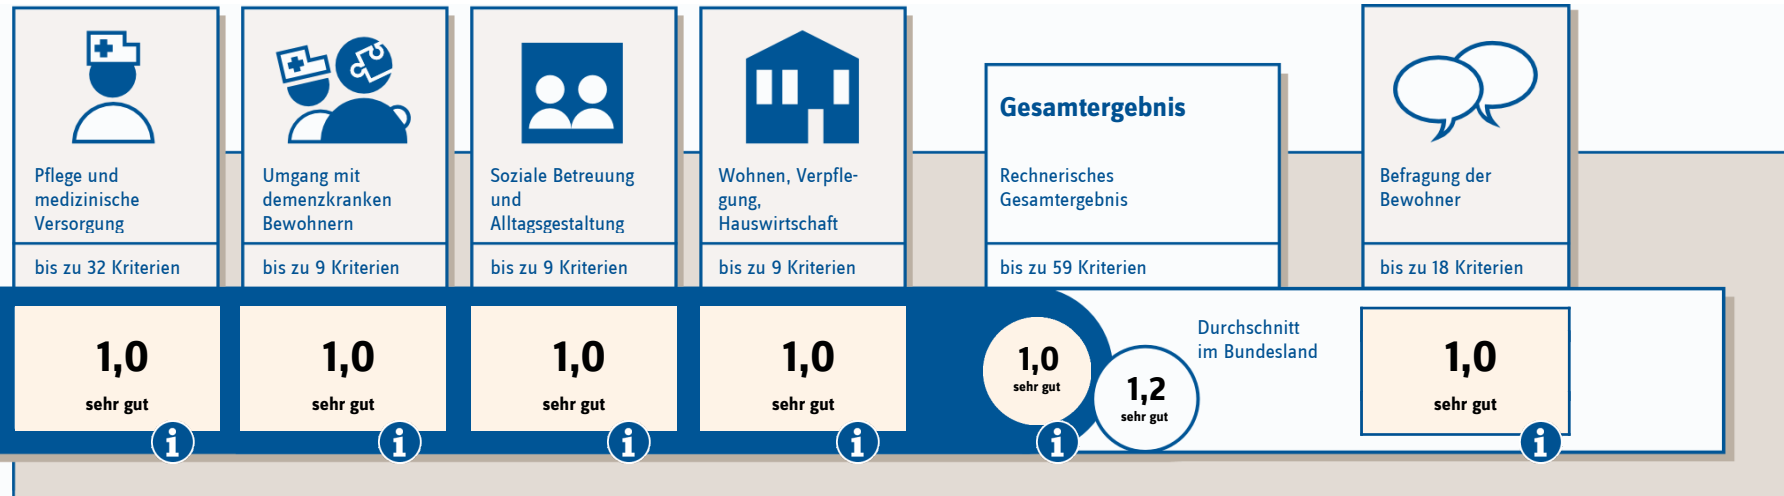 Pflege und
medizinische
Versorgung
bis zu 32 Kriterien
1,0
sehr gut
i
Umgang mit
demenzkranken
Bewohnern
bis zu 9 Kriterien
1,0
sehr gut
i
Soziale Betreuung
und
Alltagsgestaltung
bis zu 9 Kriterien
1,0
sehr gut
i
Wohnen, Verpfle-
gung,
Hauswirtschaft
bis zu 9 Kriterien
1,0
sehr gut
i
Gesamtergebnis
Rechnerisches
Gesamtergebnis
bis zu 59 Kriterien
1,0
sehr gut
i
Durchschnitt
im Bundesland
1,2
sehr gut
Befragung der
Bewohner
bis zu 18 Kriterien
1,0
sehr gut
i